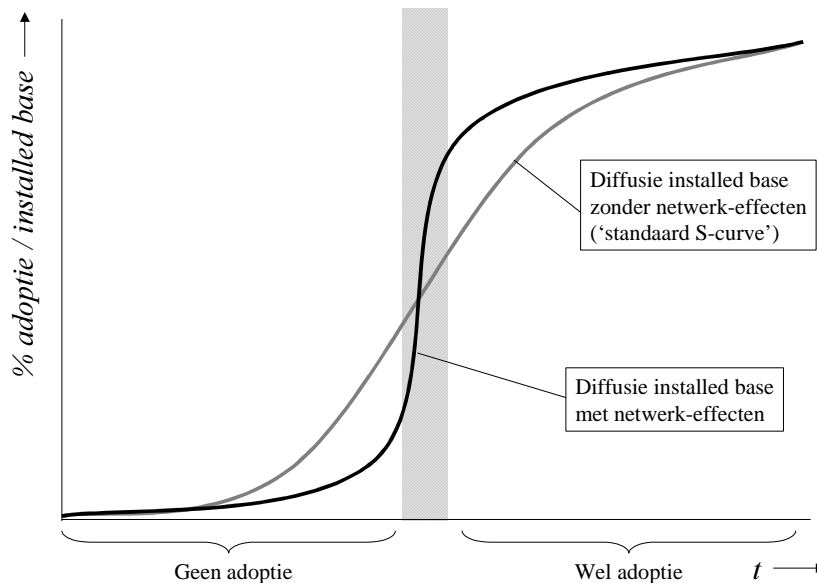 % adoptie / installed base
Diffusie installed base
zonder netwerk-effecten
(‘standaard S-curve’)
Diffusie installed base
met netwerk-effecten
Geen adoptie
Wel adoptie
t